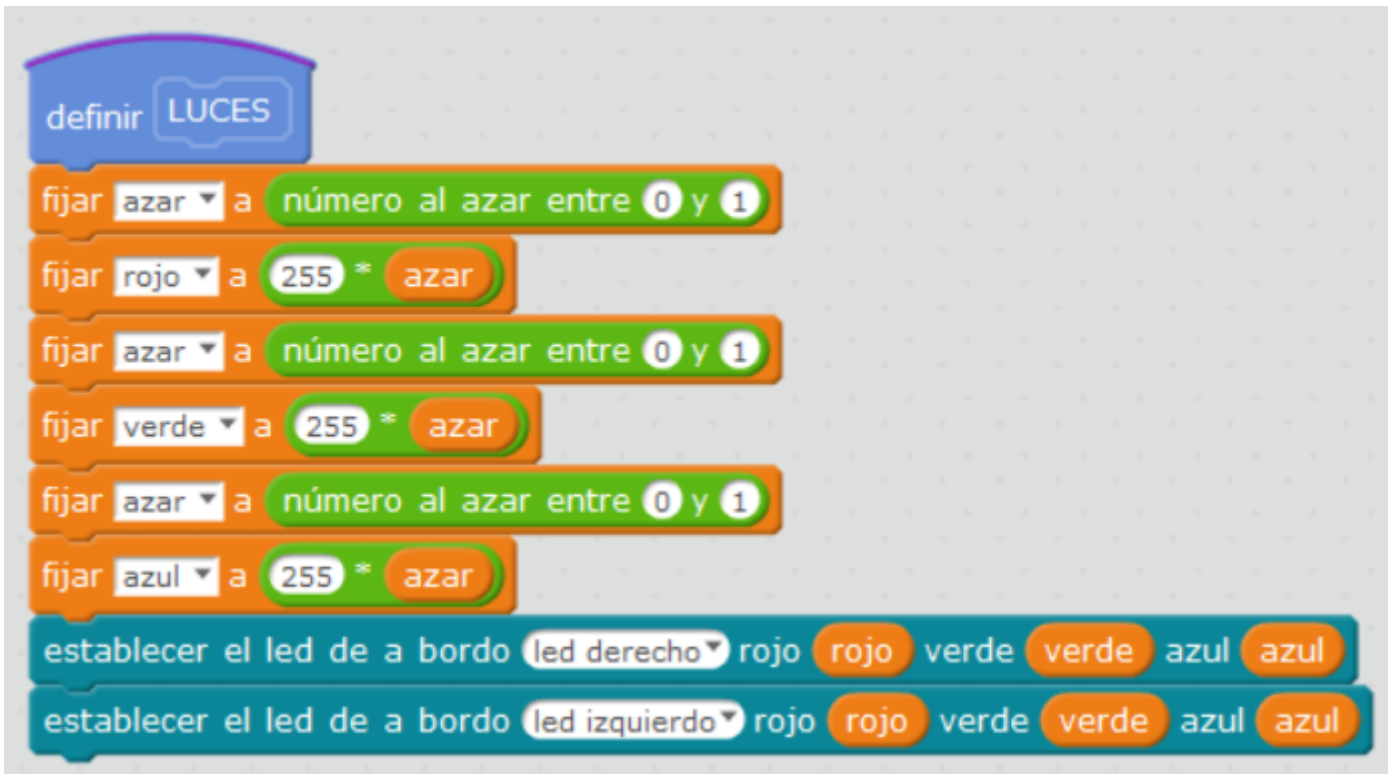 definir LUCES
fijar azar a número al azar entre 0 y 1
fijar rojo a 255 * azar
fijar azar a número al azar entre 0 y 1
fijar verde a 255 * azar
fijar azar a número al azar entre 0 y 1
fijar azul a 255 * azar
establecer el led de a bordo led derecho rojo rojo verde verde azul azul
establecer el led de a bordo led izquierdo rojo rojo verde verde azul azul